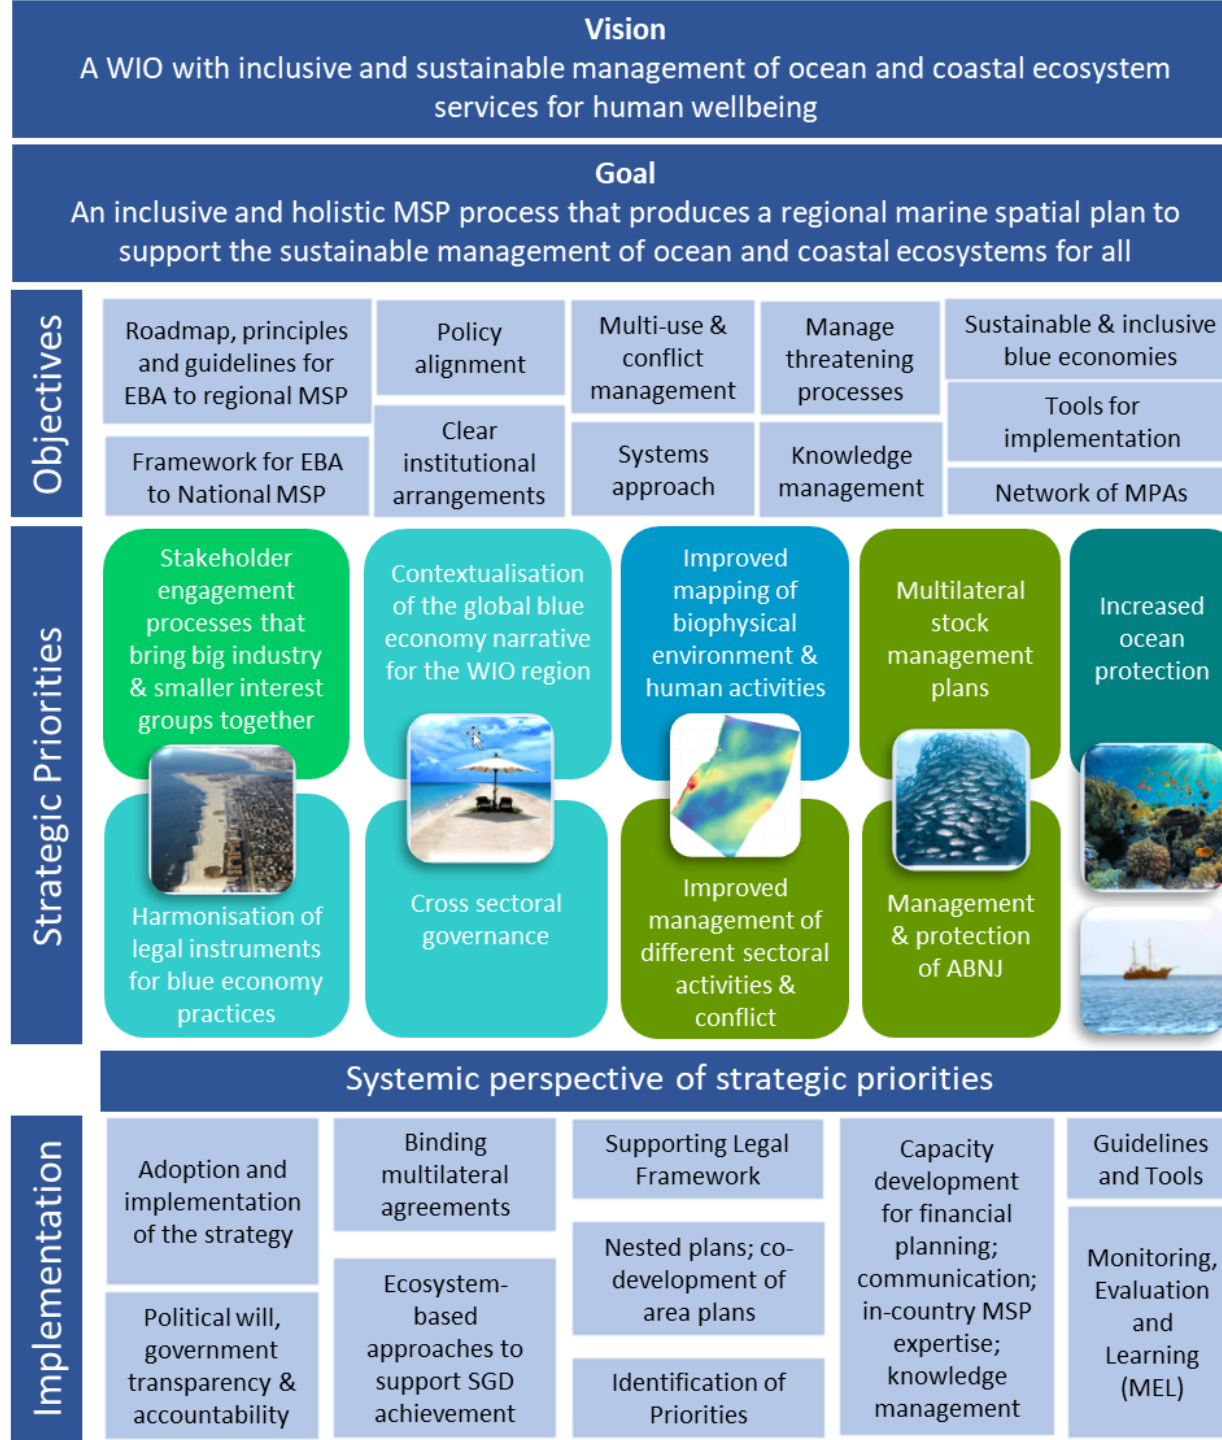 Vision
A WIO with inclusive and sustainable management of ocean and coastal ecosystem
services for human wellbeing
Goal
An inclusive and holistic MSP process that produces a regional marine spatial plan to
support the sustainable management of ocean and coastal ecosystems for all
Objectives
Roadmap, principles
and guidelines for
EBA to regional MSP
Framework for EBA
to National MSP
Policy
alignment
Clear
institutional
arrangements
Multi-use &
conflict
management
Systems
approach
Manage
threatening
processes
Knowledge
management
Sustainable & inclusive
blue economies
Tools for
implementation
Network of MPAs
Strategic Priorities
Stakeholder
engagement
processes that
bring big industry
& smaller interest
groups together
Contextualisation
of the global blue
economy narrative
for the WIO region
Improved
mapping of
biophysical
environment &
human activities
Multilateral
stock
management
plans
Increased
ocean
protection
Harmonisation of
legal instruments
for blue economy
practices
Cross sectoral
governance
Improved
management of
different sectoral
activities &
conflict
Management
& protection
of ABNJ
Systemic perspective of strategic priorities
Implementation
Adoption and
implementation
of the strategy
Political will,
government
transparency &
accountability
Binding
multilateral
agreements
Ecosystem-
based
approaches to
support SGD
achievement
Supporting Legal
Framework
Nested plans; co-
development of
area plans
Identification of
Priorities
Capacity
development
for financial
planning;
communication;
in-country MSP
expertise;
knowledge
management
Guidelines
and Tools
Monitoring,
Evaluation
and
Learning
(MEL)